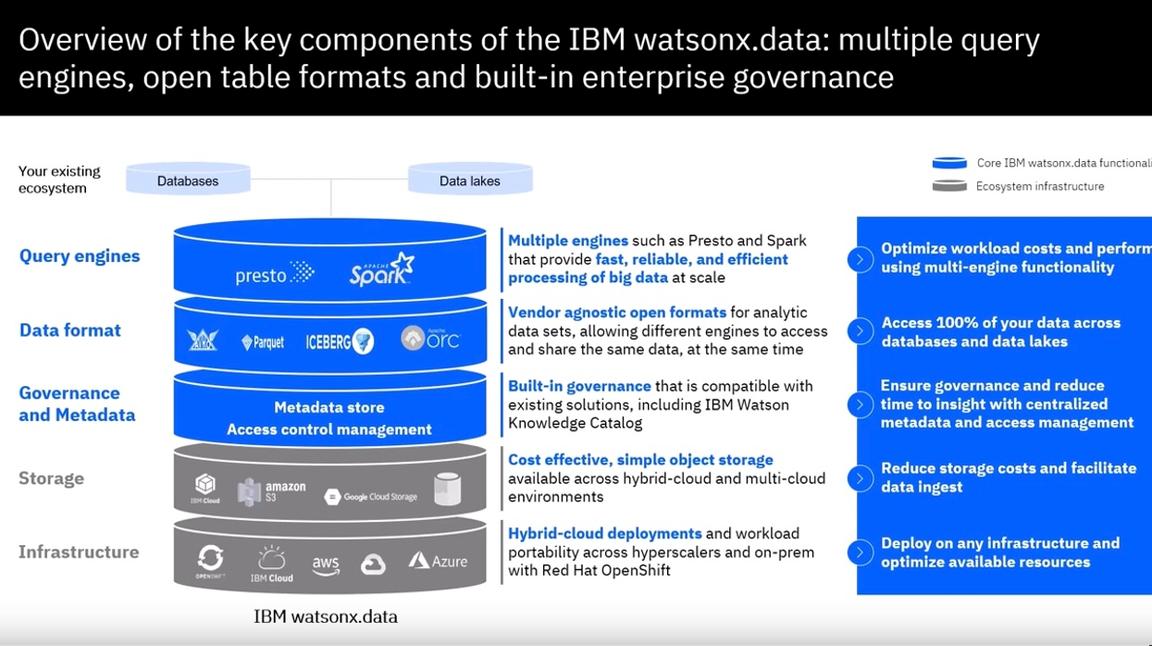 Overview of the key components of the IBM watsonx.data: multiple query
engines, open table formats and built-in enterprise governance
Your existing
ecosystem
Databases
Data lakes
Core IBM watsonx.data functionali
Ecosystem infrastructure
Query engines
presto
APACHE
Spark
Multiple engines such as Presto and Spark
that provide fast, reliable, and efficient
processing of big data at scale
Optimize workload costs and perform
using multi-engine functionality
Data format
Parquet
ICEBERG
Apache
orc
Vendor agnostic open formats for analytic
data sets, allowing different engines to access
and share the same data, at the same time
Access 100% of your data across
databases and data lakes
Governance
and Metadata
Metadata store
Access control management
Built-in governance that is compatible with
existing solutions, including IBM Watson
Knowledge Catalog
Ensure governance and reduce
time to insight with centralized
metadata and access management
Storage
IBM Cloud
amazon
S3
Google Cloud Storage
Cost effective, simple object storage
available across hybrid-cloud and multi-cloud
environments
Reduce storage costs and facilitate
data ingest
Infrastructure
OPENSHIFT
IBM Cloud
aws
Azure
Hybrid-cloud deployments and workload
portability across hyperscalers and on-prem
with Red Hat OpenShift
Deploy on any infrastructure and
optimize available resources
IBM watsonx.data